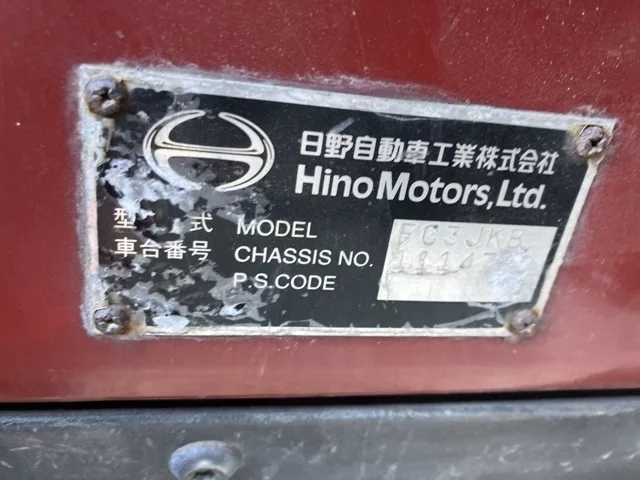 日野自動車工業株式会社
Hino Motors, Ltd.
型 式 MODEL FC3JKB
車台番号 CHASSIS NO.
P.S.CODE